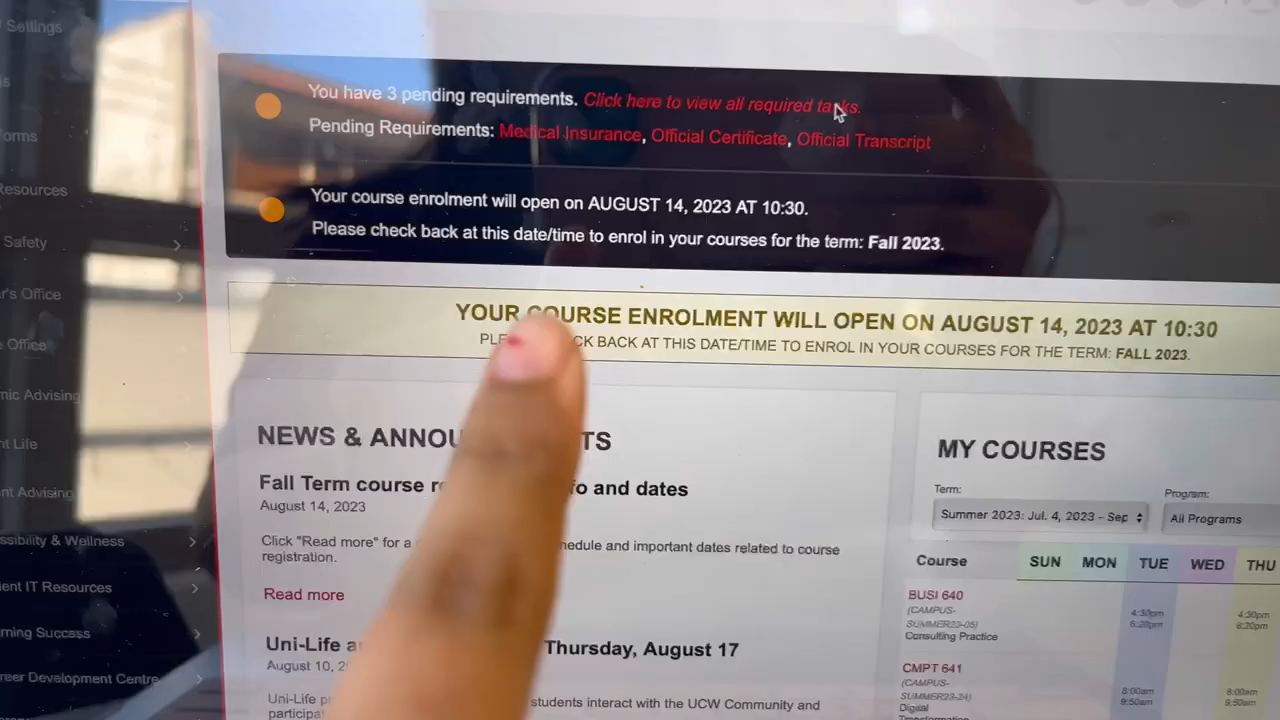 Settings
orms
Resources
Safety
r's Office
Office
mic Advising
nt Life
nt Advising
ssibility & Wellness
ent IT Resources
rning Success
reer Development Centre
You have 3 pending requirements. Click here to view all required tasks.
Pending Requirements: Medical Insurance, Official Certificate, Official Transcript
Your course enrolment will open on AUGUST 14, 2023 AT 10:30.
Please check back at this date/time to enrol in your courses for the term: Fall 2023.
YOUR COURSE ENROLMENT WILL OPEN ON AUGUST 14, 2023 AT 10:30
PLE CK BACK AT THIS DATE/TIME TO ENROL IN YOUR COURSES FOR THE TERM: FALL 2023.
NEWS & ANNOU TS
Fall Term course r fo and dates
August 14, 2023
Click "Read more" for a hedule and important dates related to course
registration.
Read more
Uni-Life a Thursday, August 17
August 10, 2
Uni-Life p students interact with the UCW Community and
participa
MY COURSES
Term:
Program:
Summer 2023: Jul. 4, 2023 - Sep
All Programs
Course SUN MON TUE WED THU
BUSI 640
(CAMPUS-
SUMMER23-05)
Consulting Practice
4:30pm
6:20pm
4:30pm
6:20pm
CMPT 641
(CAMPUS-
SUMMER23-24)
Digital
8:00am
9:50am
8:00am
9:50am